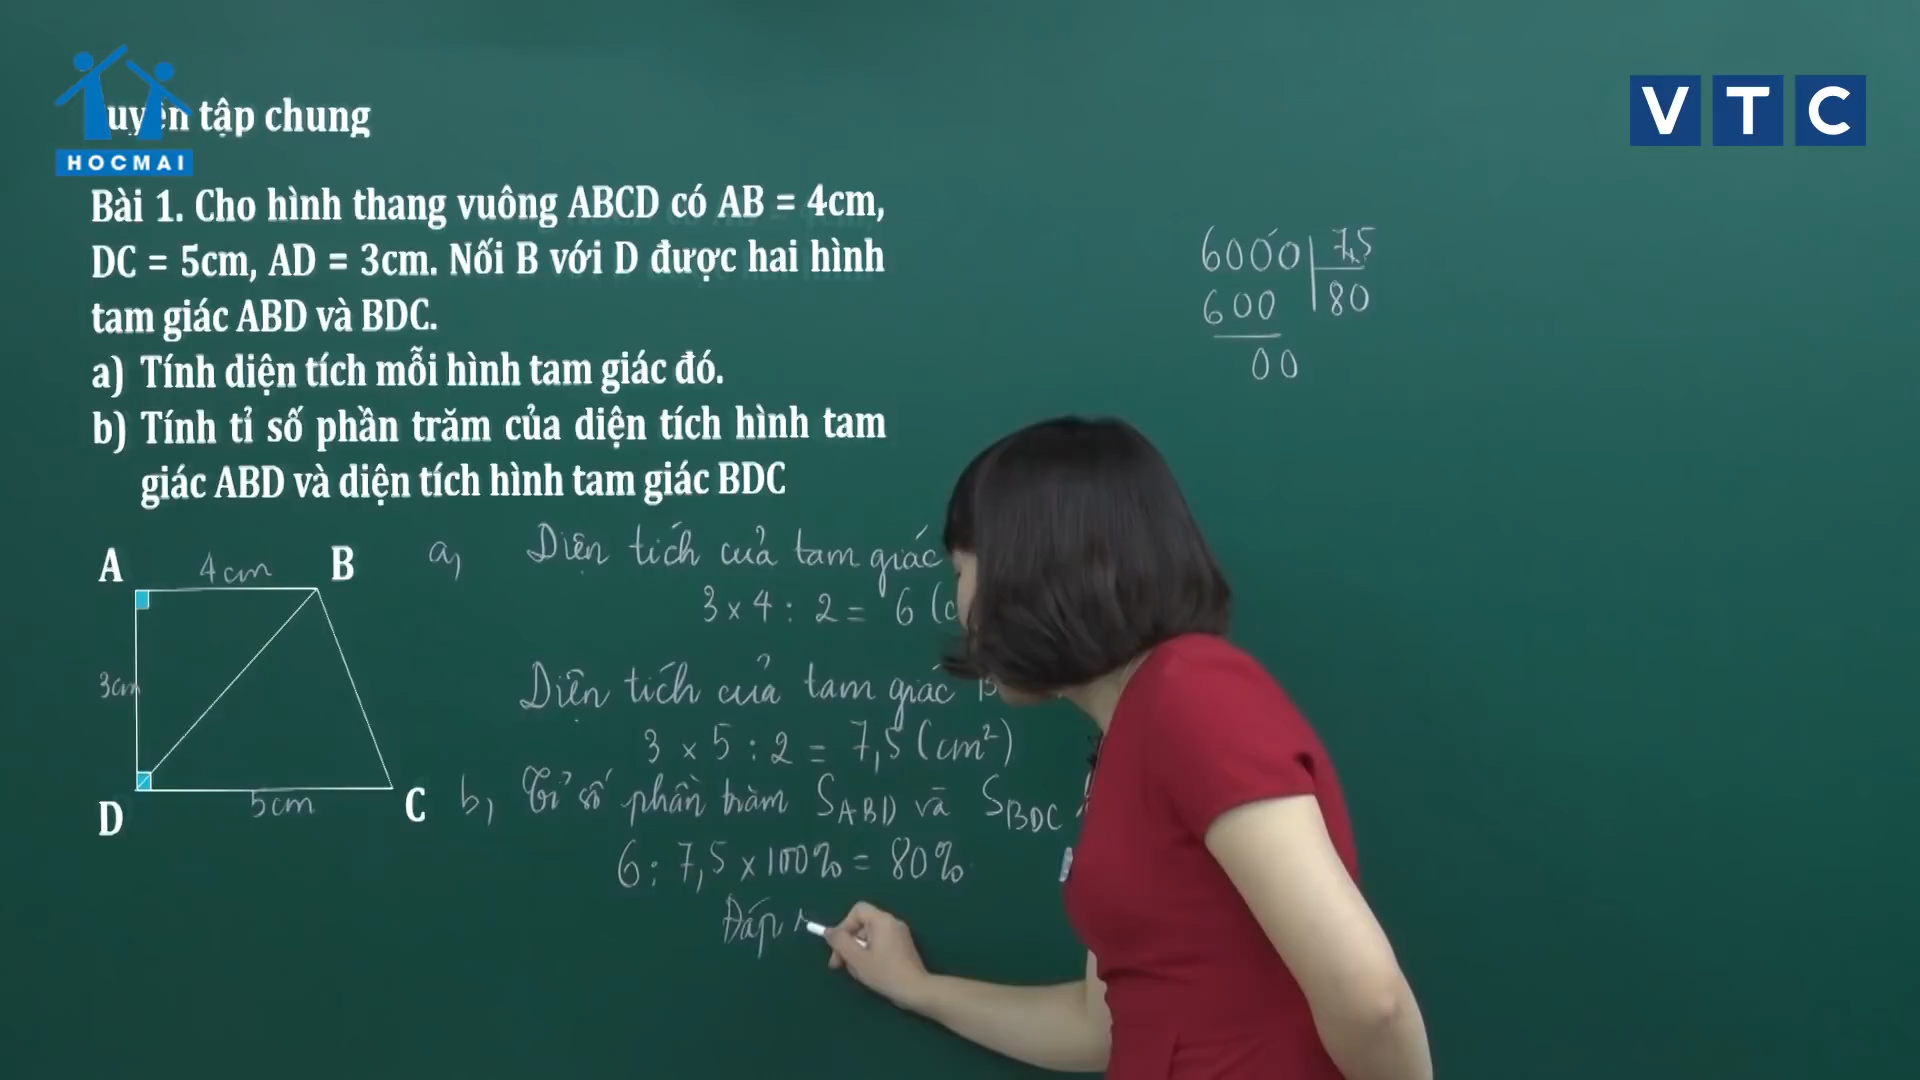 HOCMAI
VTC
tập chung
Bài 1. Cho hình thang vuông ABCD có AB = 4cm,
DC = 5cm, AD = 3cm. Nối B với D được hai hình
tam giác ABD và BDC.
a) Tính diện tích mỗi hình tam giác đó.
b) Tính tỉ số phần trăm của diện tích hình tam
giác ABD và diện tích hình tam giác BDC
6000 7,5
600 80
00
A 4cm B
3cm
D 5cm C
a, Diện tích của tam giác
3 x 4 : 2 = 6 (c
Diện tích của tam giác B
3 x 5 : 2 = 7,5 (cm²)
b, Tỉ số phần trăm SABD và SBDC
6 : 7,5 x 100% = 80%
Đáp